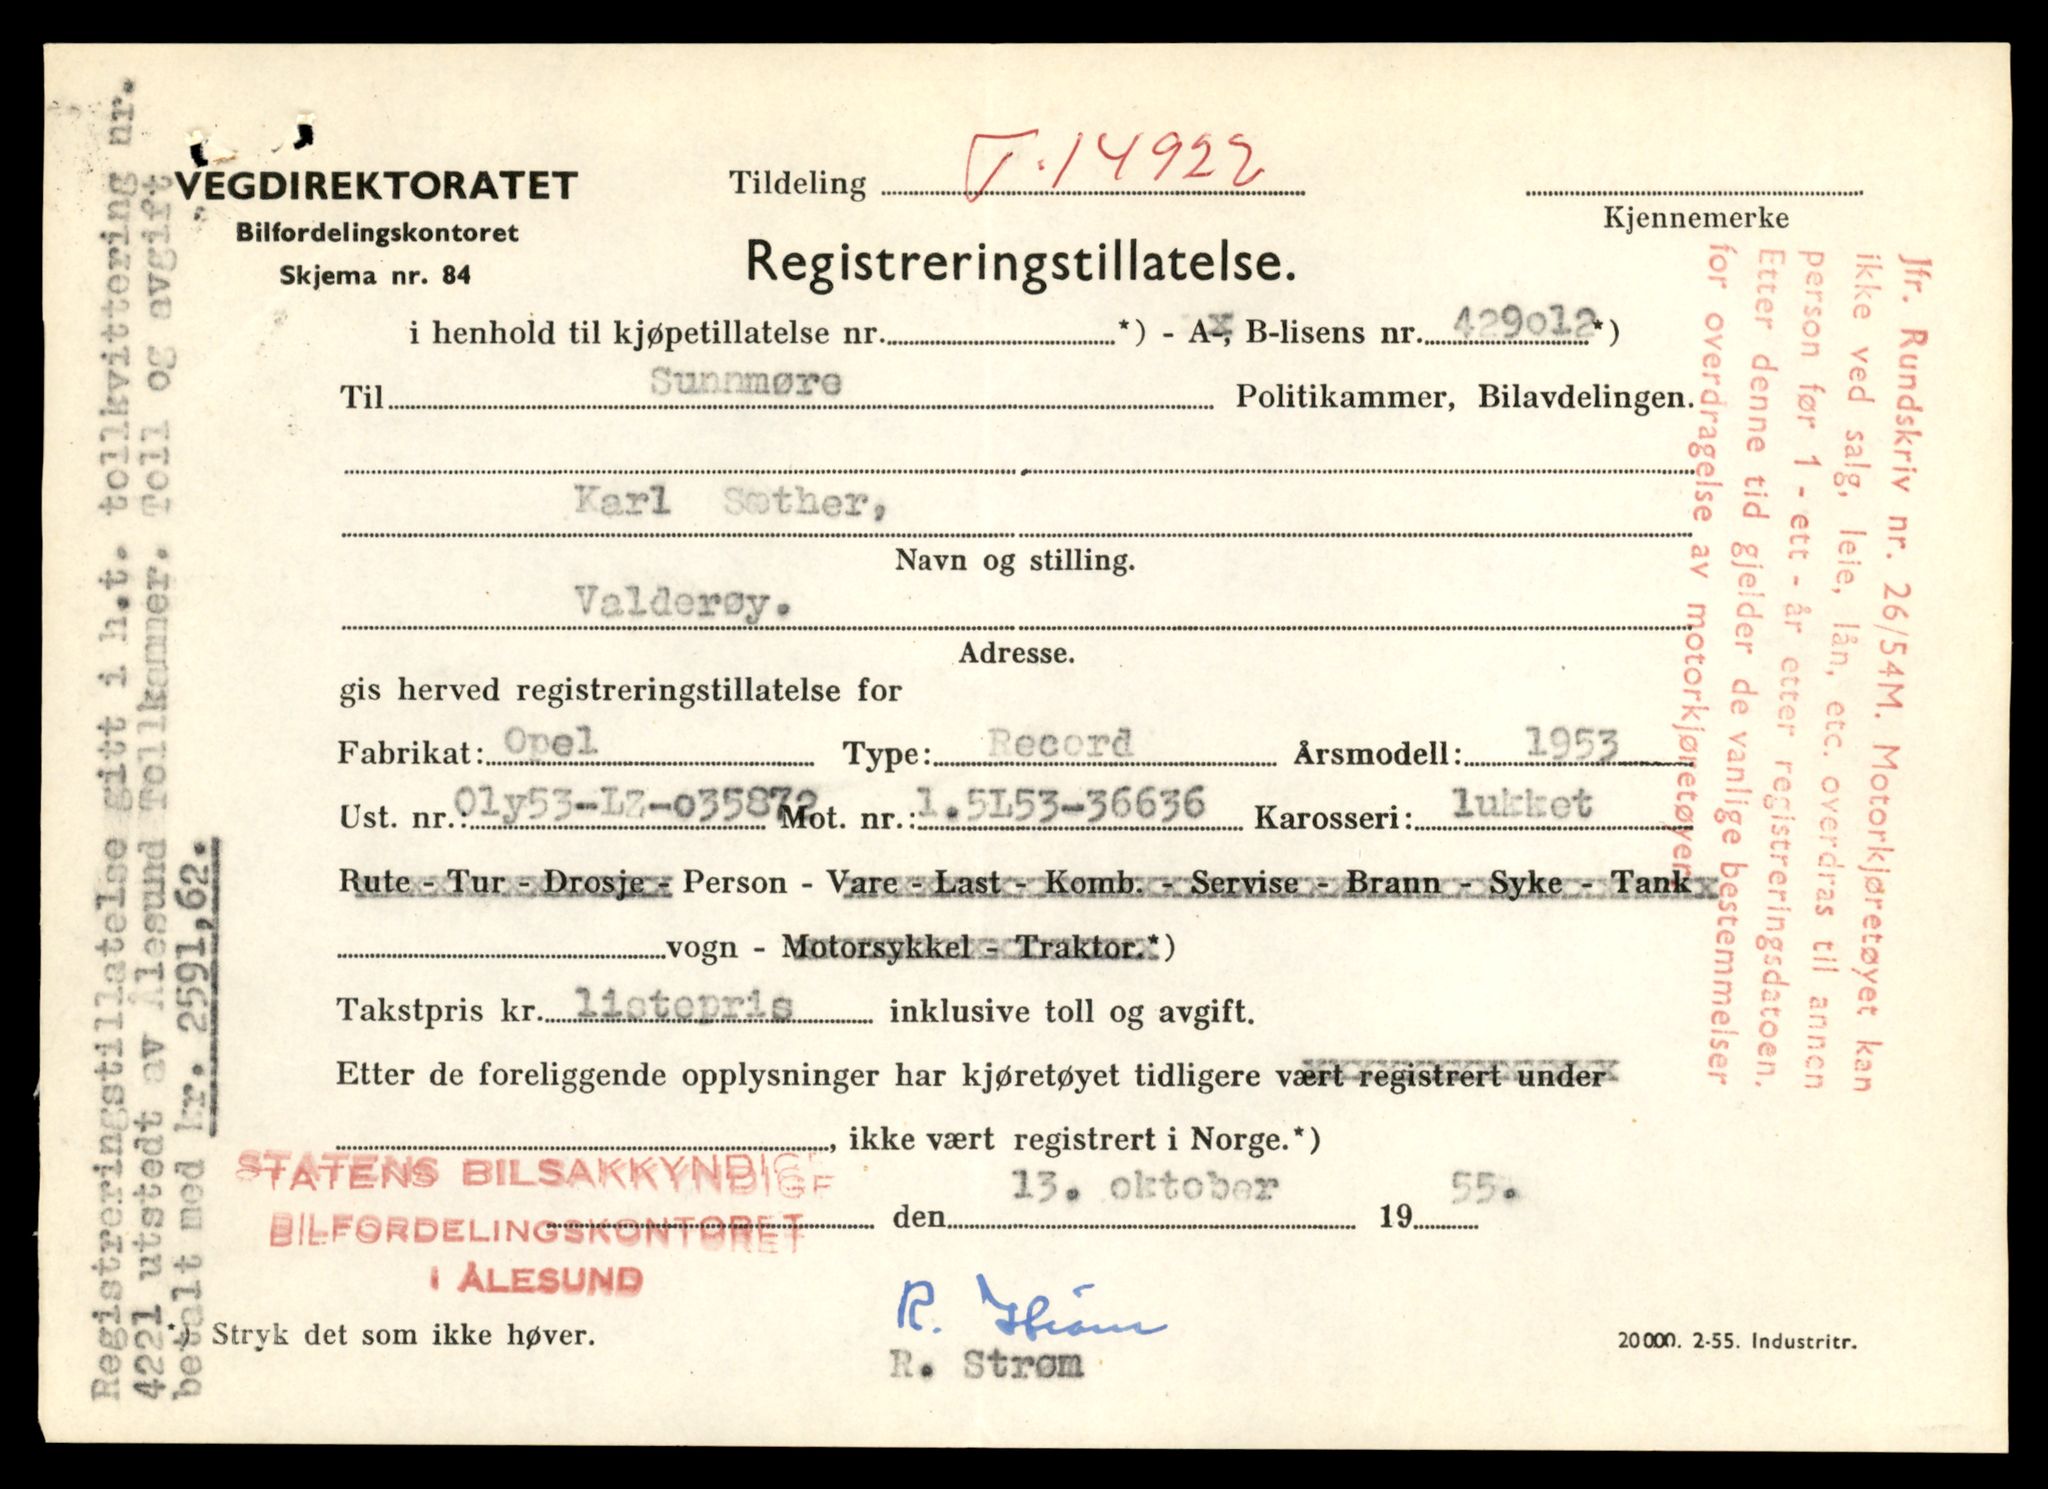 VEGDIREKTORATET
Bilfordelingskontoret
Skjema nr. 84
Tildeling T.14922
Kjennemerke
Registreringstillatelse.
i henhold til kjøpetillatelse nr. *) - A-, B-lisens nr. 429o12 *)
Til Sunnmøre Politikammer, Bilavdelingen.
Karl Sæther,
Navn og stilling.
Valderøy.
Adresse.
gis herved registreringstillatelse for
Fabrikat: Opel Type: Record Årsmodell: 1953
Ust. nr.: Oly53-LZ-o35872 Mot. nr.: 1.5L53-36636 Karosseri: lukket
Rute - Tur - Drosje - Person - Vare - Last - Komb. - Servise - Brann - Syke - Tank
vogn - Motorsykkel - Traktor.*)
Takstpris kr. listepris inklusive toll og avgift.
Etter de foreliggende opplysninger har kjøretøyet tidligere vært registrert under
, ikke vært registrert i Norge.*)
STATENS BILSAKKYNDIGE
BILFORDELINGSKONTORET
I ÅLESUND
den 13. oktober 1955.
R. Strøm
R. Strøm
*) Stryk det som ikke høver.
20000. 2-55. Industritr.
Registreringstillatelse gitt i h.t. tollkvittering nr.
4221 utstedt av Ålesund Tollkammer. Toll og avgift
betalt med kr. 2591,62.
Jfr. Rundskriv nr. 26/54M. Motorkjøretøyet kan
ikke ved salg, leie, lån, etc. overdras til annen
person før 1 - ett - år etter registreringsdatoen.
Etter denne tid gjelder de vanlige bestemmelser
for overdragelse av motorkjøretøyer.